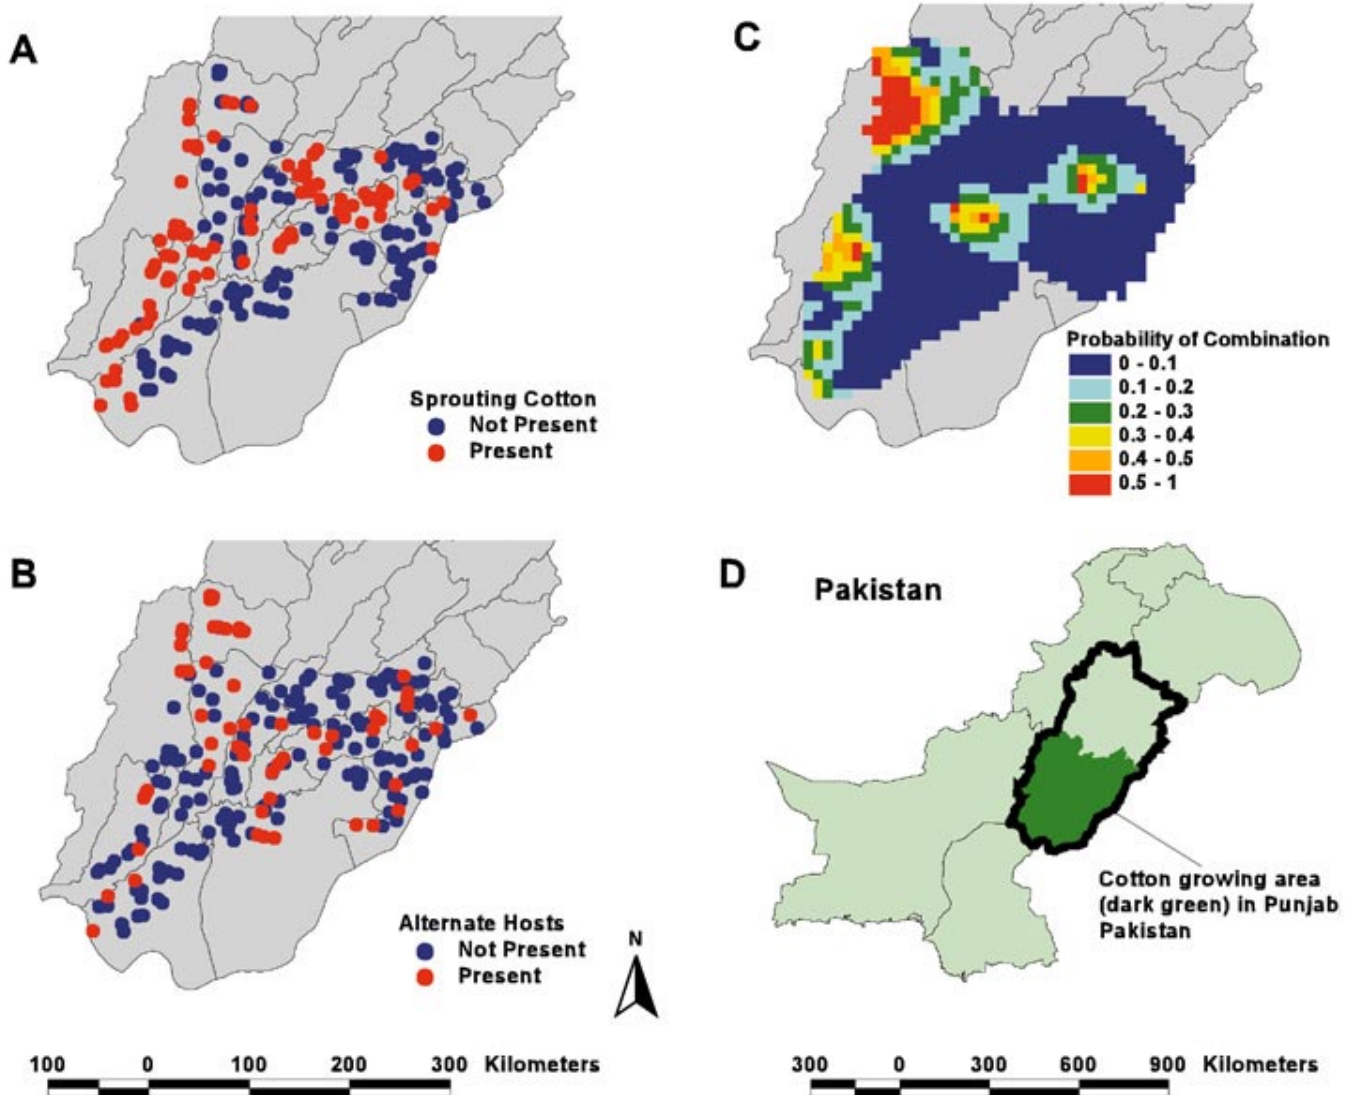 A
Sprouting Cotton
Not Present
Present
B
Alternate Hosts
Not Present
Present
N
100 0 100 200 300 Kilometers
C
Probability of Combination
0 - 0.1
0.1 - 0.2
0.2 - 0.3
0.3 - 0.4
0.4 - 0.5
0.5 - 1
D
Pakistan
Cotton growing area
(dark green) in Punjab
Pakistan
300 0 300 600 900 Kilometers